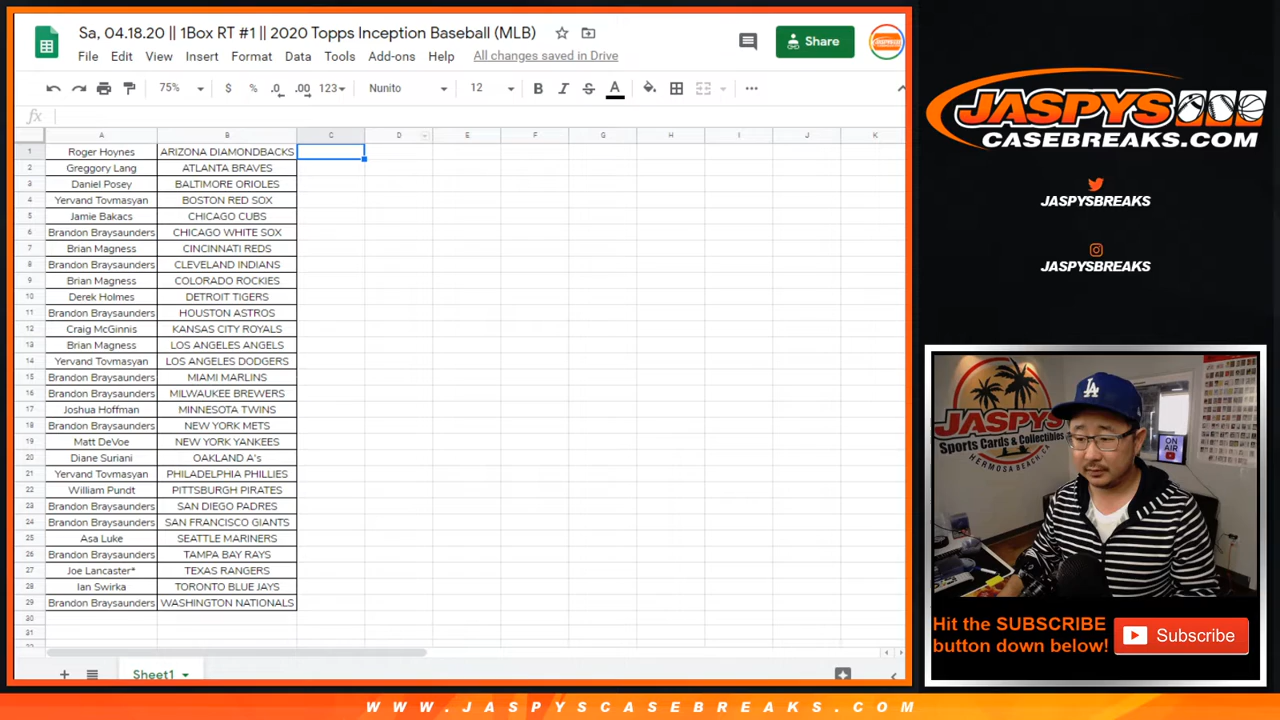 Sa, 04.18.20 || 1Box RT #1 || 2020 Topps Inception Baseball (MLB)
File Edit View Insert Format Data Tools Add-ons Help All changes saved in Drive
Share
75% $ % .0 .00 123 Nunito 12 B I S A
fx
A B C D E F G H I J K
1 Roger Hoynes ARIZONA DIAMONDBACKS
2 Greggory Lang ATLANTA BRAVES
3 Daniel Posey BALTIMORE ORIOLES
4 Yervand Tovmasyan BOSTON RED SOX
5 Jamie Bakacs CHICAGO CUBS
6 Brandon Braysaunders CHICAGO WHITE SOX
7 Brian Magness CINCINNATI REDS
8 Brandon Braysaunders CLEVELAND INDIANS
9 Brian Magness COLORADO ROCKIES
10 Derek Holmes DETROIT TIGERS
11 Brandon Braysaunders HOUSTON ASTROS
12 Craig McGinnis KANSAS CITY ROYALS
13 Brian Magness LOS ANGELES ANGELS
14 Yervand Tovmasyan LOS ANGELES DODGERS
15 Brandon Braysaunders MIAMI MARLINS
16 Brandon Braysaunders MILWAUKEE BREWERS
17 Joshua Hoffman MINNESOTA TWINS
18 Brandon Braysaunders NEW YORK METS
19 Matt DeVoe NEW YORK YANKEES
20 Diane Suriani OAKLAND A's
21 Yervand Tovmasyan PHILADELPHIA PHILLIES
22 William Pundt PITTSBURGH PIRATES
23 Brandon Braysaunders SAN DIEGO PADRES
24 Brandon Braysaunders SAN FRANCISCO GIANTS
25 Asa Luke SEATTLE MARINERS
26 Brandon Braysaunders TAMPA BAY RAYS
27 Joe Lancaster* TEXAS RANGERS
28 Ian Swirka TORONTO BLUE JAYS
29 Brandon Braysaunders WASHINGTON NATIONALS
30
31
Sheet1
JASPYS
CASEBREAKS.COM
JASPYSBREAKS
JASPYSBREAKS
JASPYS
Sports Cards & Collectibles
HERMOSA BEACH, CA
LA
ON AIR
Hit the SUBSCRIBE
button down below!
Subscribe
WWW.JASPYSCASEBREAKS.COM